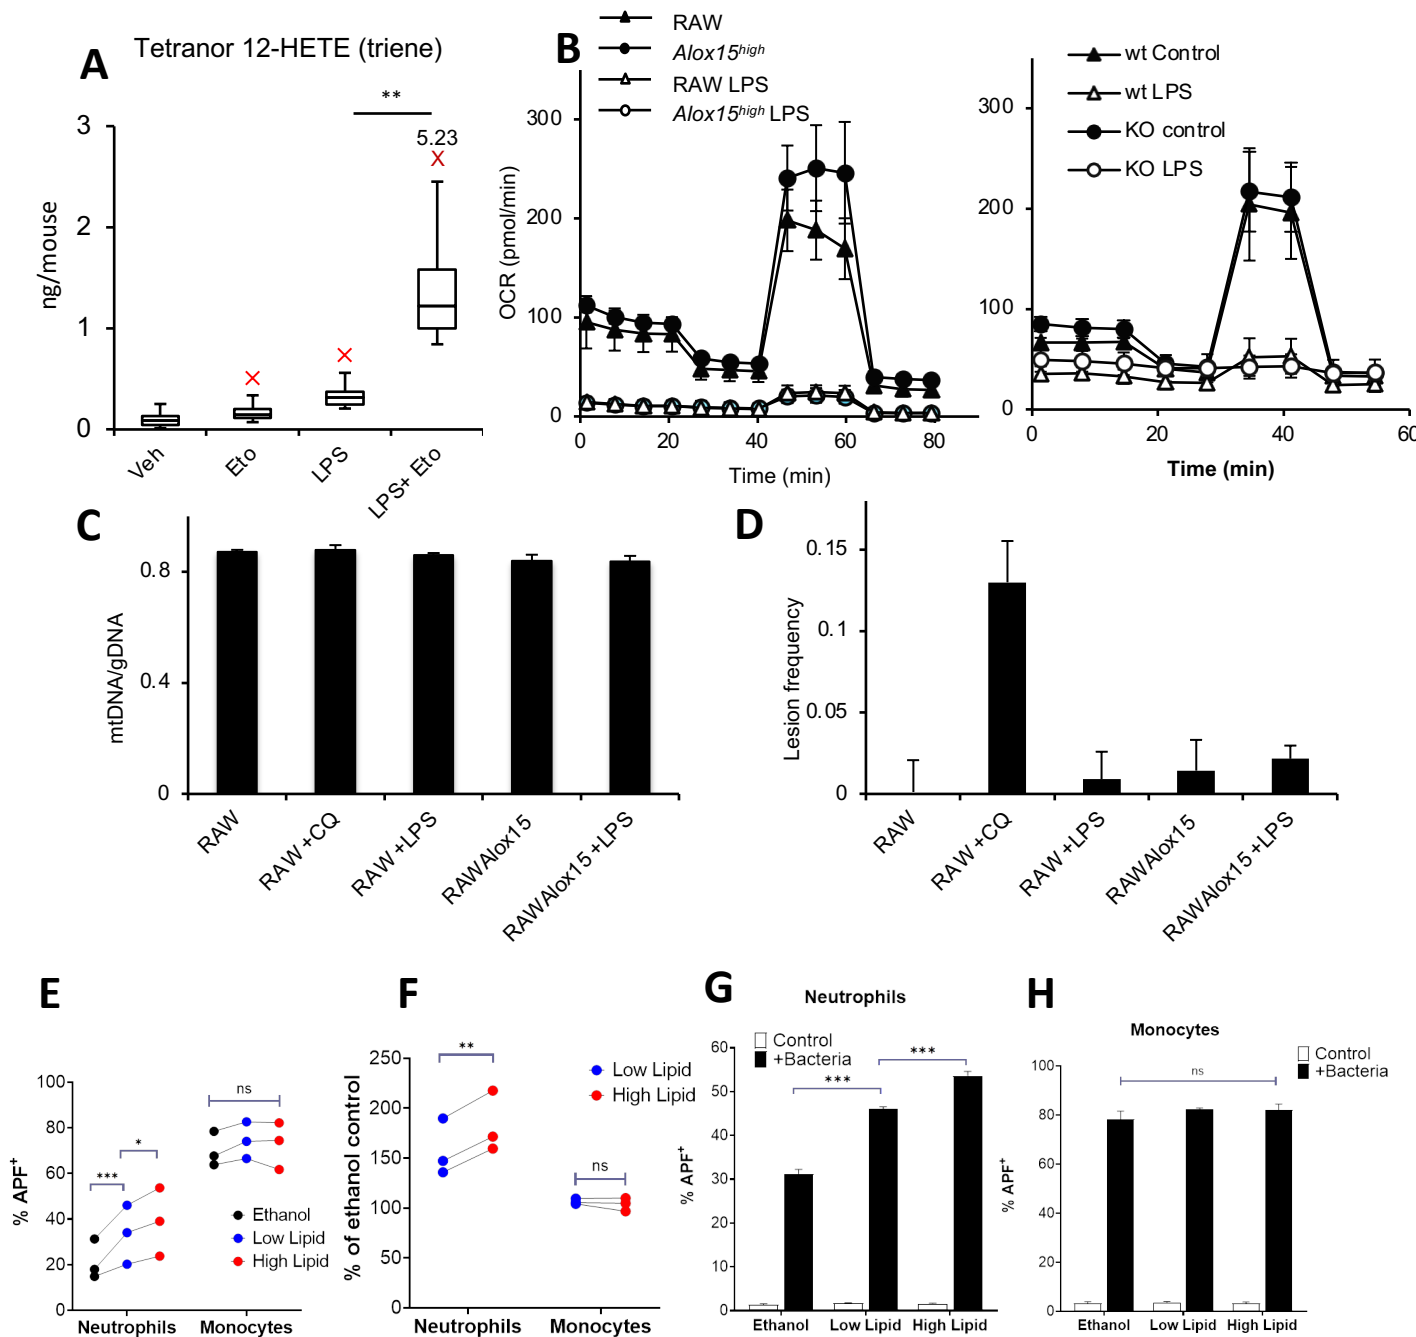 A
Tetranor 12-HETE (triene)
**
5.23
X
X
X
ng/mouse
3
2
1
0
Veh
Eto
LPS
LPS+ Eto
B
RAW
Alox15high
RAW LPS
Alox15high LPS
OCR (pmol/min)
300
200
100
0
0 20 40 60 80
Time (min)
wt Control
wt LPS
KO control
KO LPS
300
200
100
0
0 20 40 60
Time (min)
C
mtDNA/gDNA
0.8
0.4
0
RAW
RAW +CQ
RAW +LPS
RAWAlox15
RAWAlox15 +LPS
D
Lesion frequency
0.15
0.1
0.05
0
RAW
RAW +CQ
RAW +LPS
RAWAlox15
RAWAlox15 +LPS
E
% APF+
100
80
60
40
20
0
***
*
ns
Ethanol
Low Lipid
High Lipid
Neutrophils Monocytes
F
% of ethanol control
250
200
150
100
50
0
**
ns
Low Lipid
High Lipid
Neutrophils Monocytes
G
Neutrophils
Control
+Bacteria
% APF+
60
50
40
30
20
10
0
***
***
Ethanol Low Lipid High Lipid
H
Monocytes
Control
+Bacteria
% APF+
100
80
60
40
20
0
ns
Ethanol Low Lipid High Lipid